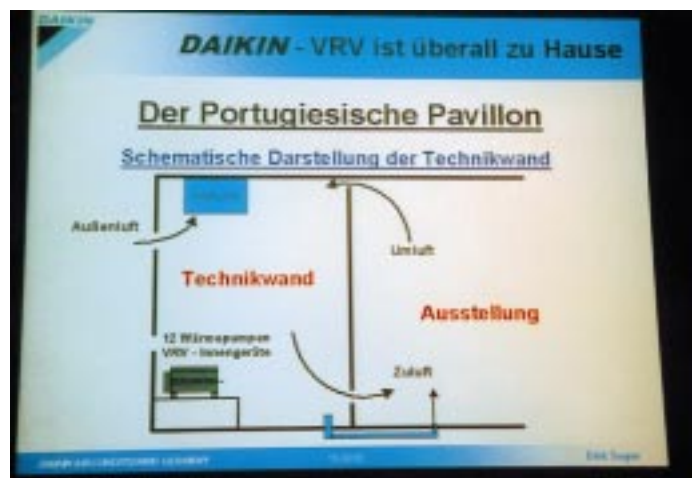 DAIKIN
DAIKIN - VRV ist überall zu Hause
Der Portugiesische Pavillon
Schematische Darstellung der Technikwand
Außenluft
Umluft
Technikwand
Ausstellung
12 Wärmepumpen
VRV - Innengeräte
Zuluft